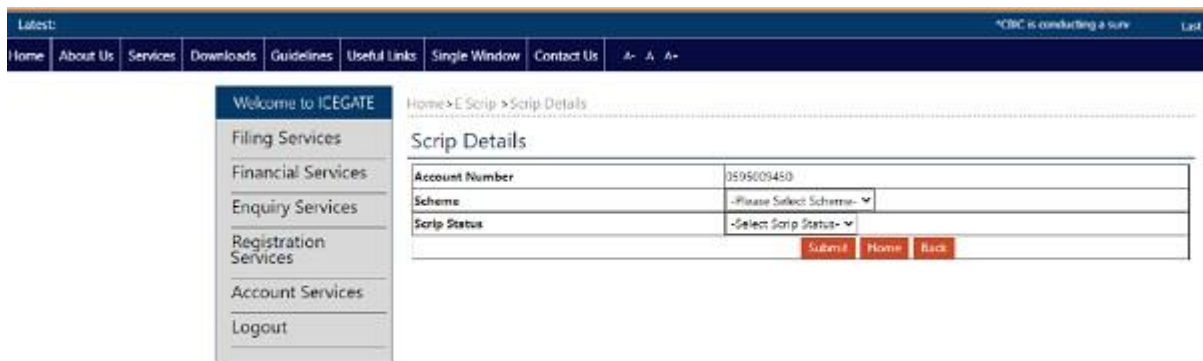 Latest:
*CBIC is conducting a surv
Last
Home About Us Services Downloads Guidelines Useful Links Single Window Contact Us A- A A+
Welcome to ICEGATE
Filing Services
Financial Services
Enquiry Services
Registration
Services
Account Services
Logout
Home>E Scrip >Scrip Details
Scrip Details
Account Number 0595009450
Scheme -Please Select Scheme-
Scrip Status -Select Scrip Status-
Submit Home Back